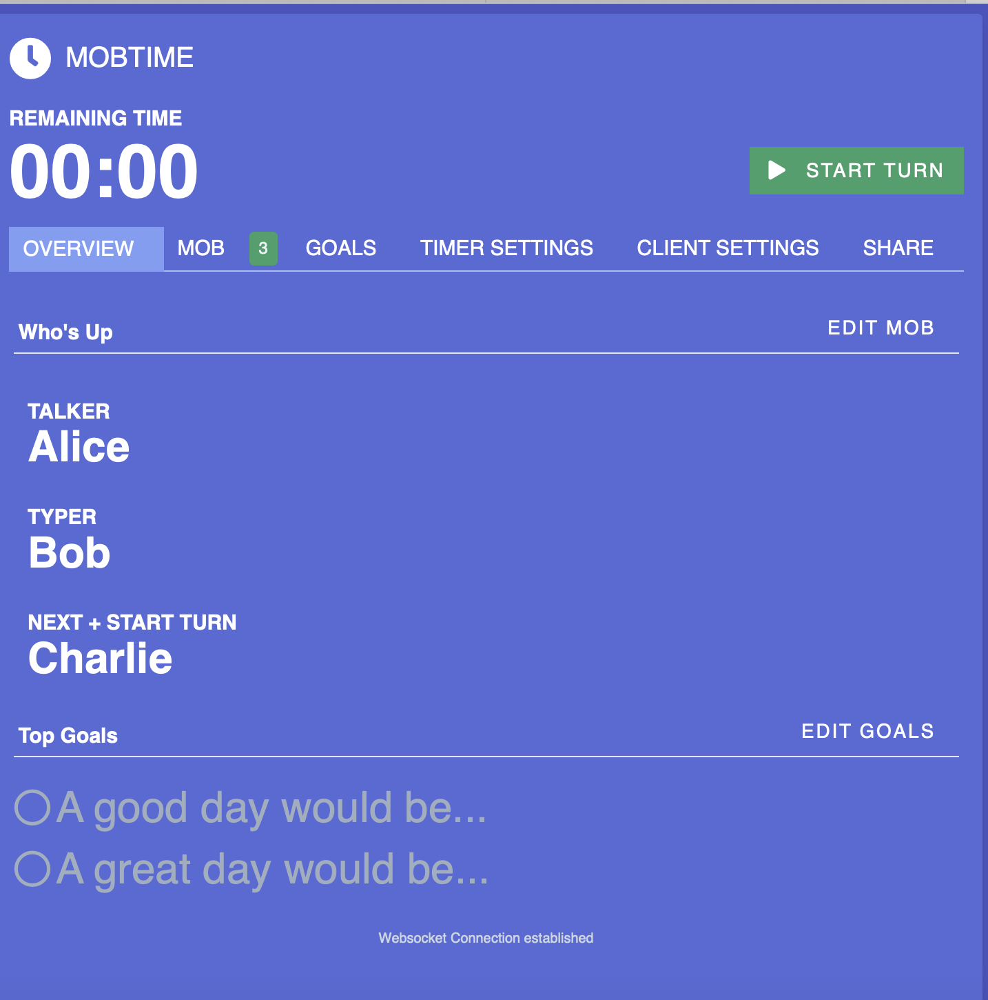 MOBTIME
REMAINING TIME
00:00
START TURN
OVERVIEW MOB 3 GOALS TIMER SETTINGS CLIENT SETTINGS SHARE
Who's Up EDIT MOB
TALKER
Alice
TYPER
Bob
NEXT + START TURN
Charlie
Top Goals EDIT GOALS
A good day would be...
A great day would be...
Websocket Connection established